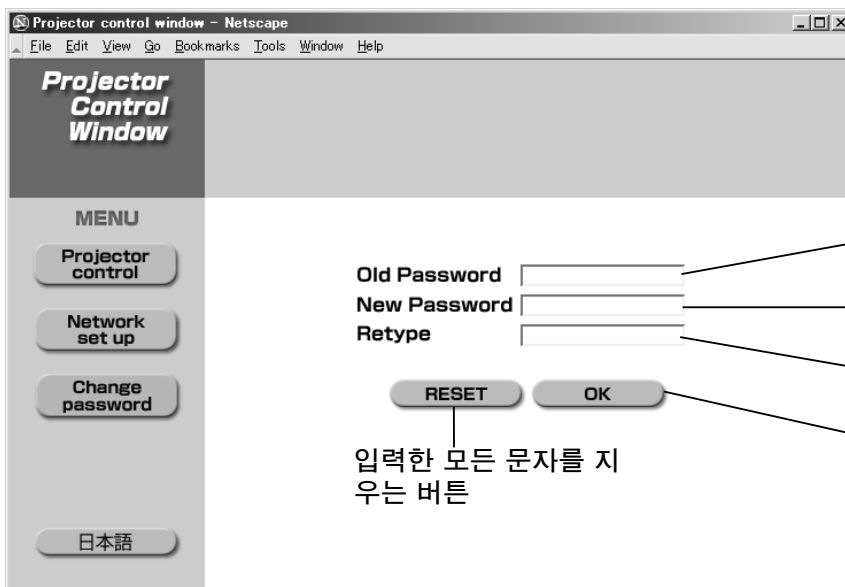 Projector control window - Netscape
File Edit View Go Bookmarks Tools Window Help
Projector
Control
Window
MENU
Projector
control
Network
set up
Change
password
日本語
Old Password
New Password
Retype
RESET OK
입력한 모든 문자를 지
우는 버튼